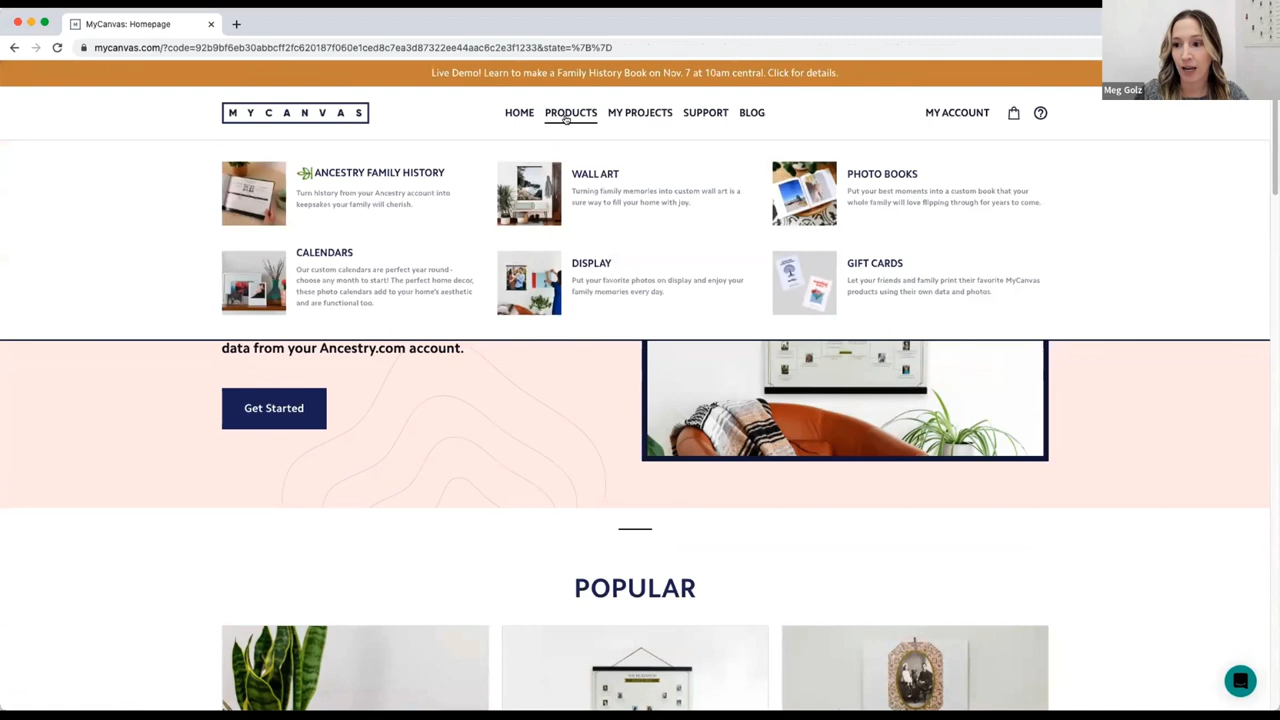 MyCanvas: Homepage
mycanvas.com/?code=92b9bf6eb30abbcff2fc620187f060e1ced8c7ea3d87322ee44aac6c2e3f1233&state=%7B%7D
Meg Golz
Live Demo! Learn to make a Family History Book on Nov. 7 at 10am central. Click for details.
MYCANVAS
HOME PRODUCTS MY PROJECTS SUPPORT BLOG MY ACCOUNT
ANCESTRY FAMILY HISTORY
Turn history from your Ancestry account into
keepsakes your family will cherish.
WALL ART
Turning family memories into custom wall art is a
sure way to fill your home with joy.
PHOTO BOOKS
Put your best moments into a custom book that your
whole family will love flipping through for years to come.
CALENDARS
Our custom calendars are perfect year round-
choose any month to start! The perfect home decor,
these photo calendars add to your home's aesthetic
and are functional too.
DISPLAY
Put your favorite photos on display and enjoy your
family memories every day.
GIFT CARDS
Let your friends and family print their favorite MyCanvas
products using their own data and photos.
data from your Ancestry.com account.
Get Started
POPULAR